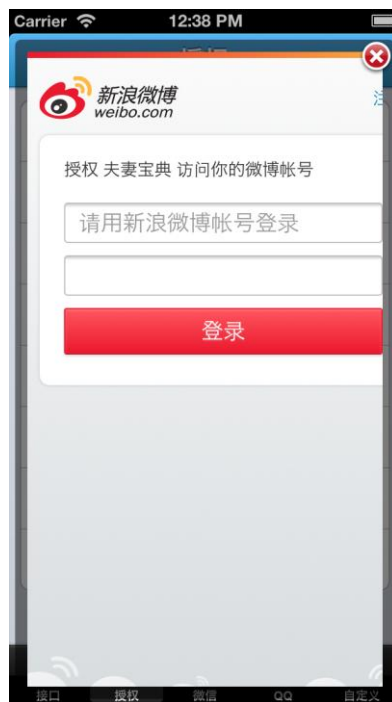 Carrier 12:38 PM
新浪微博
weibo.com
授权 夫妻宝典 访问你的微博帐号
请用新浪微博帐号登录
登录
接口 授权 微信 QQ 自定义